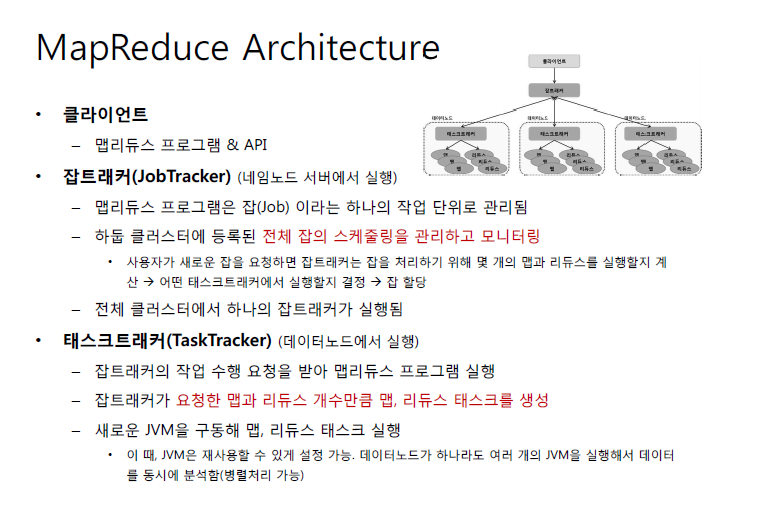 MapReduce Architecture
클라이언트
잡트래커
데이터노드 데이터노드 데이터노드
태스크트래커 태스크트래커 태스크트래커
맵 리듀스 맵 리듀스 맵 리듀스
맵 리듀스 맵 리듀스 맵 리듀스
맵 리듀스 맵 리듀스 맵 리듀스
• 클라이언트
– 맵리듀스 프로그램 & API
• 잡트래커(JobTracker) (네임노드 서버에서 실행)
– 맵리듀스 프로그램은 잡(Job) 이라는 하나의 작업 단위로 관리됨
– 하둡 클러스터에 등록된 전체 잡의 스케줄링을 관리하고 모니터링
• 사용자가 새로운 잡을 요청하면 잡트래커는 잡을 처리하기 위해 몇 개의 맵과 리듀스를 실행할지 계
산 → 어떤 태스크트래커에서 실행할지 결정 → 잡 할당
– 전체 클러스터에서 하나의 잡트래커가 실행됨
• 태스크트래커(TaskTracker) (데이터노드에서 실행)
– 잡트래커의 작업 수행 요청을 받아 맵리듀스 프로그램 실행
– 잡트래커가 요청한 맵과 리듀스 개수만큼 맵, 리듀스 태스크를 생성
– 새로운 JVM을 구동해 맵, 리듀스 태스크 실행
• 이 때, JVM은 재사용할 수 있게 설정 가능. 데이터노드가 하나라도 여러 개의 JVM을 실행해서 데이터
를 동시에 분석함(병렬처리 가능)